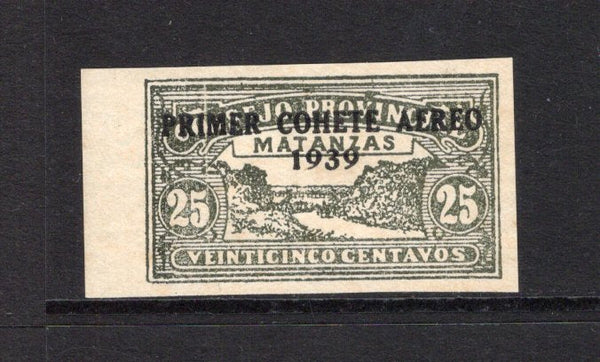 PRIMER COHETE AEREO
MATANZAS
1939
25 25
VEINTICINCO CENTAVOS